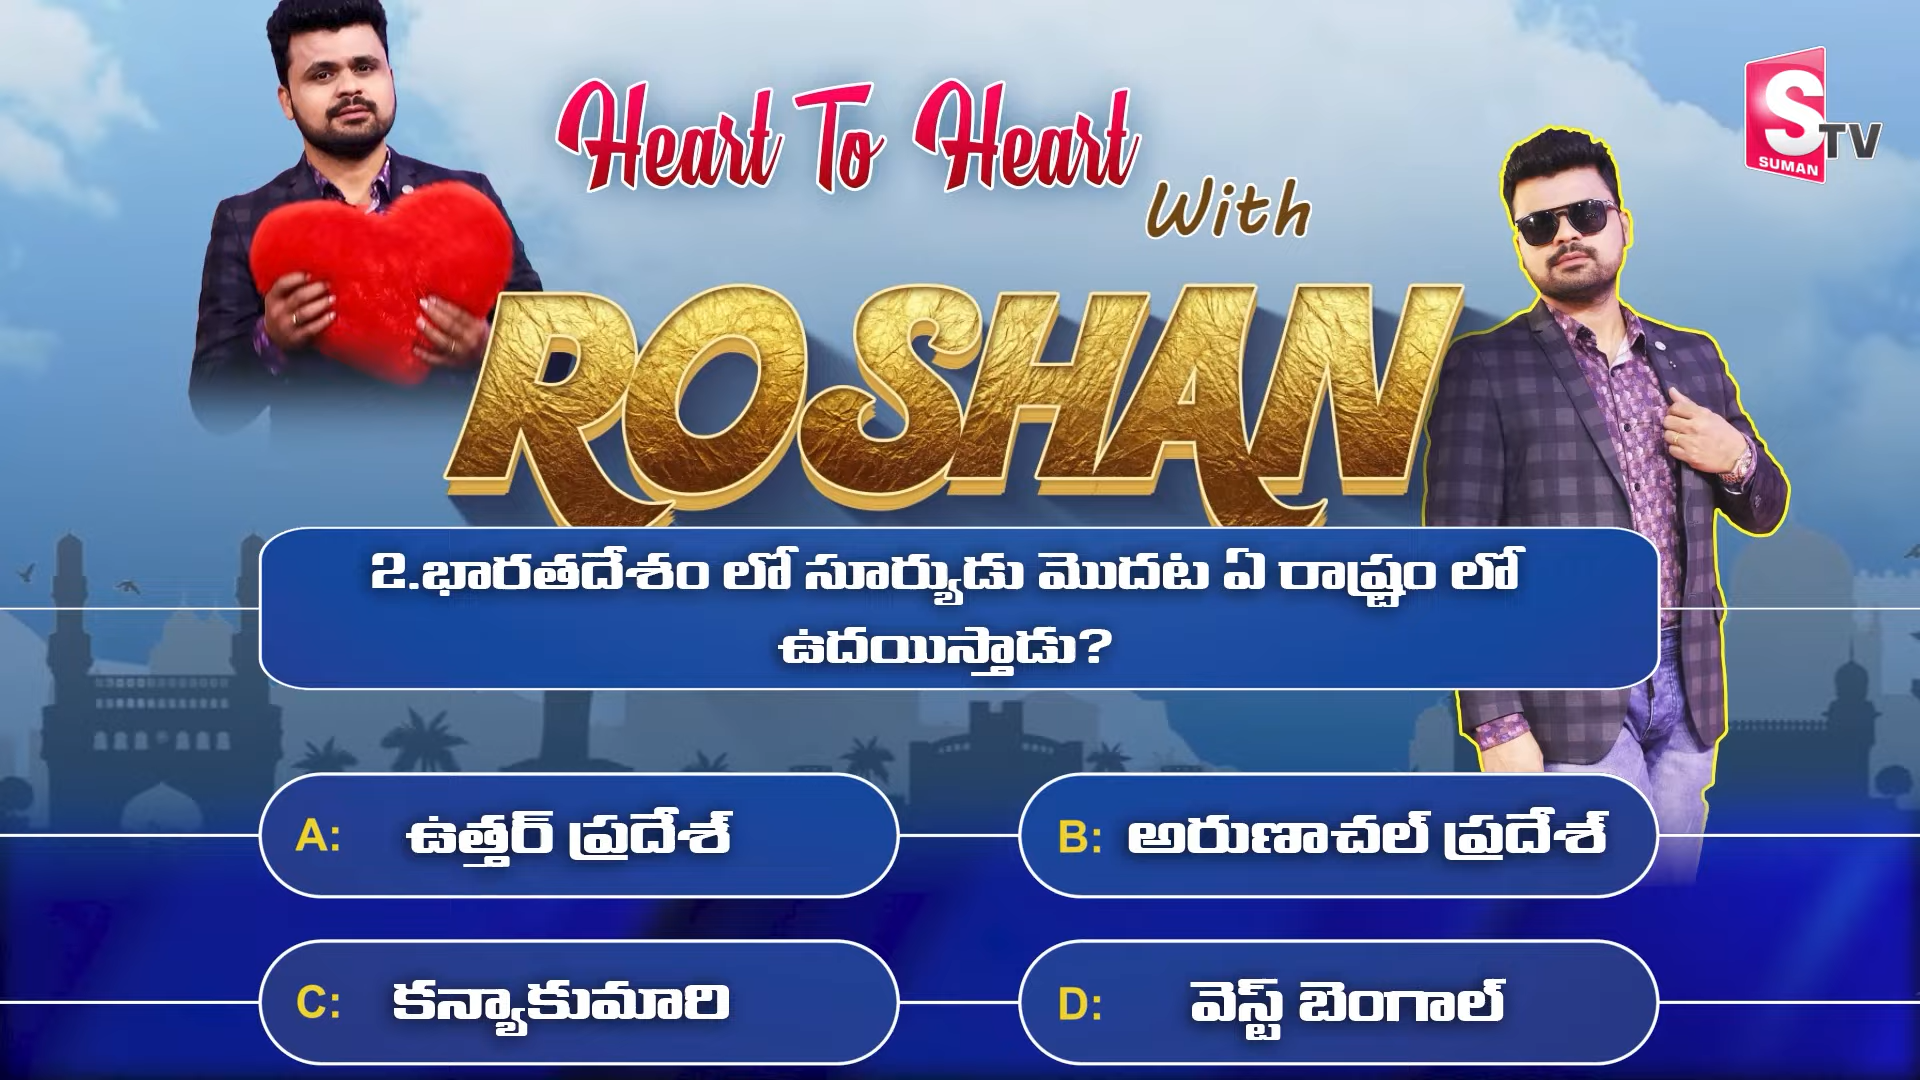 Heart To Heart
With
ROSHAN
S TV
SUMAN
2.భారతదేశం లో సూర్యుడు మొదట ఏ రాష్ట్రం లో
ఉదయిస్తాడు?
A: ఉత్తర్ ప్రదేశ్
B: అరుణాచల్ ప్రదేశ్
C: కన్యాకుమారి
D: వెస్ట్ బెంగాల్